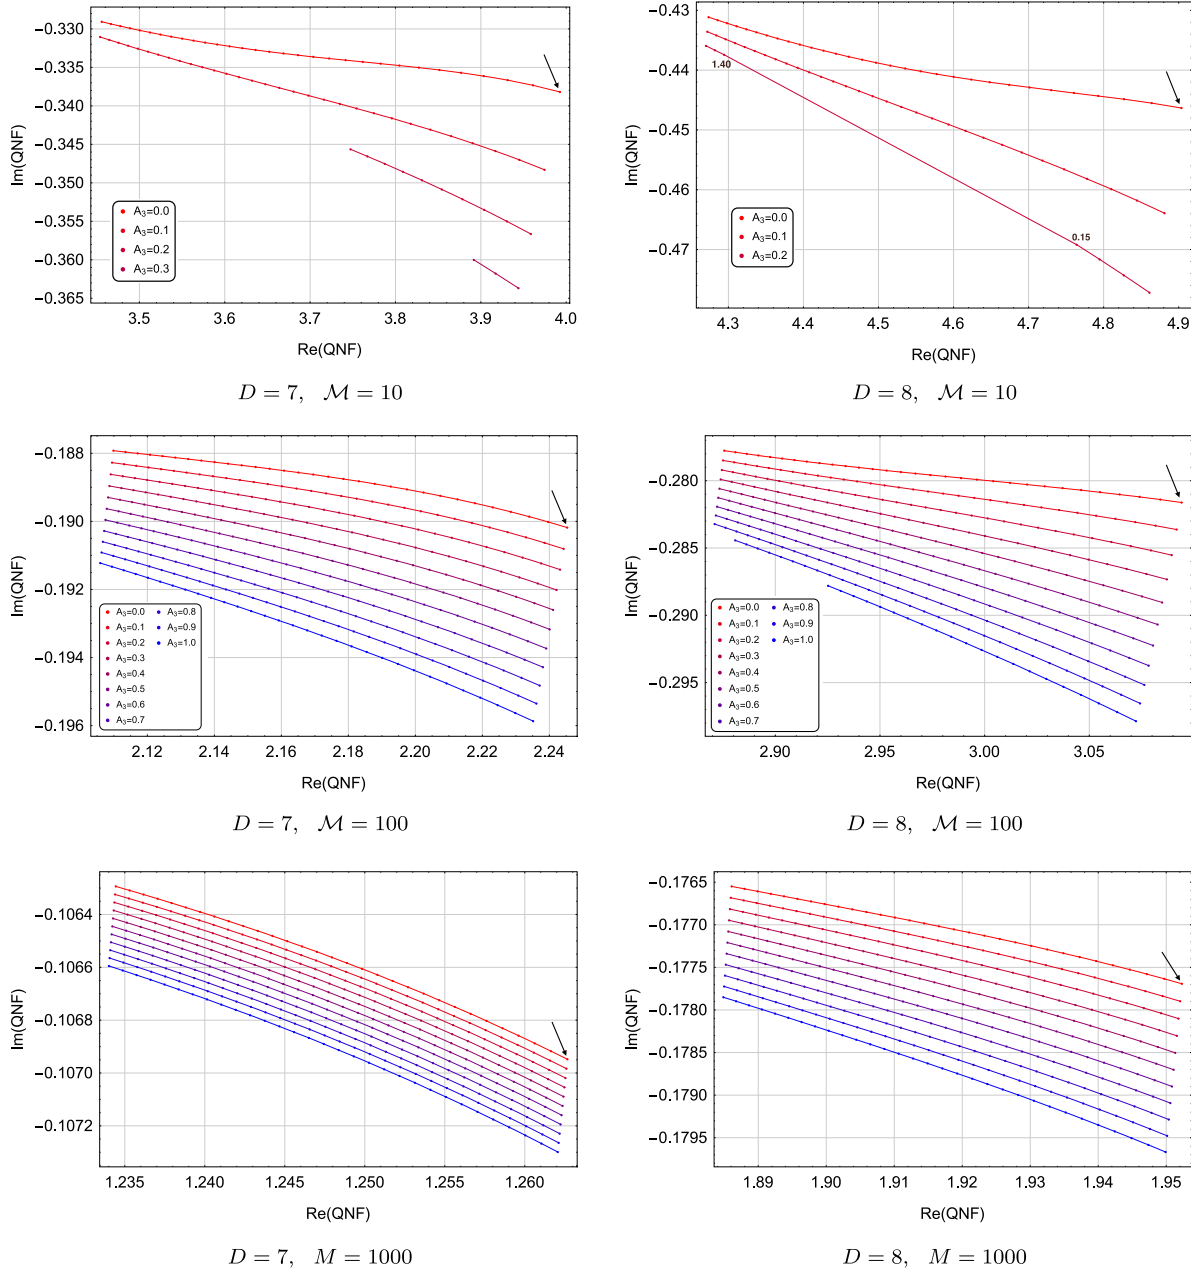 −0.330
−0.335
−0.340
−0.345
−0.350
−0.355
−0.360
−0.365
Im(QNF)
A3=0.0
A3=0.1
A3=0.2
A3=0.3
3.5 3.6 3.7 3.8 3.9 4.0
Re(QNF)
D = 7, M = 10
−0.43
−0.44
−0.45
−0.46
−0.47
Im(QNF)
1.40
0.15
A3=0.0
A3=0.1
A3=0.2
4.3 4.4 4.5 4.6 4.7 4.8 4.9
Re(QNF)
D = 8, M = 10
−0.188
−0.190
−0.192
−0.194
−0.196
Im(QNF)
A3=0.0 A3=0.8
A3=0.1 A3=0.9
A3=0.2 A3=1.0
A3=0.3
A3=0.4
A3=0.5
A3=0.6
A3=0.7
2.12 2.14 2.16 2.18 2.20 2.22 2.24
Re(QNF)
D = 7, M = 100
−0.280
−0.285
−0.290
−0.295
Im(QNF)
A3=0.0 A3=0.8
A3=0.1 A3=0.9
A3=0.2 A3=1.0
A3=0.3
A3=0.4
A3=0.5
A3=0.6
A3=0.7
2.90 2.95 3.00 3.05
Re(QNF)
D = 8, M = 100
−0.1064
−0.1066
−0.1068
−0.1070
−0.1072
Im(QNF)
1.235 1.240 1.245 1.250 1.255 1.260
Re(QNF)
D = 7, M = 1000
−0.1765
−0.1770
−0.1775
−0.1780
−0.1785
−0.1790
−0.1795
Im(QNF)
1.89 1.90 1.91 1.92 1.93 1.94 1.95
Re(QNF)
D = 8, M = 1000